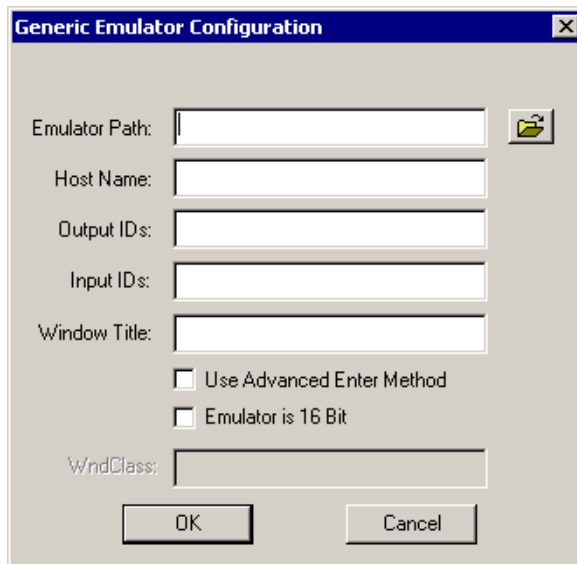 Generic Emulator Configuration
Emulator Path:
Host Name:
Output IDs:
Input IDs:
Window Title:
Use Advanced Enter Method
Emulator is 16 Bit
WndClass:
OK
Cancel